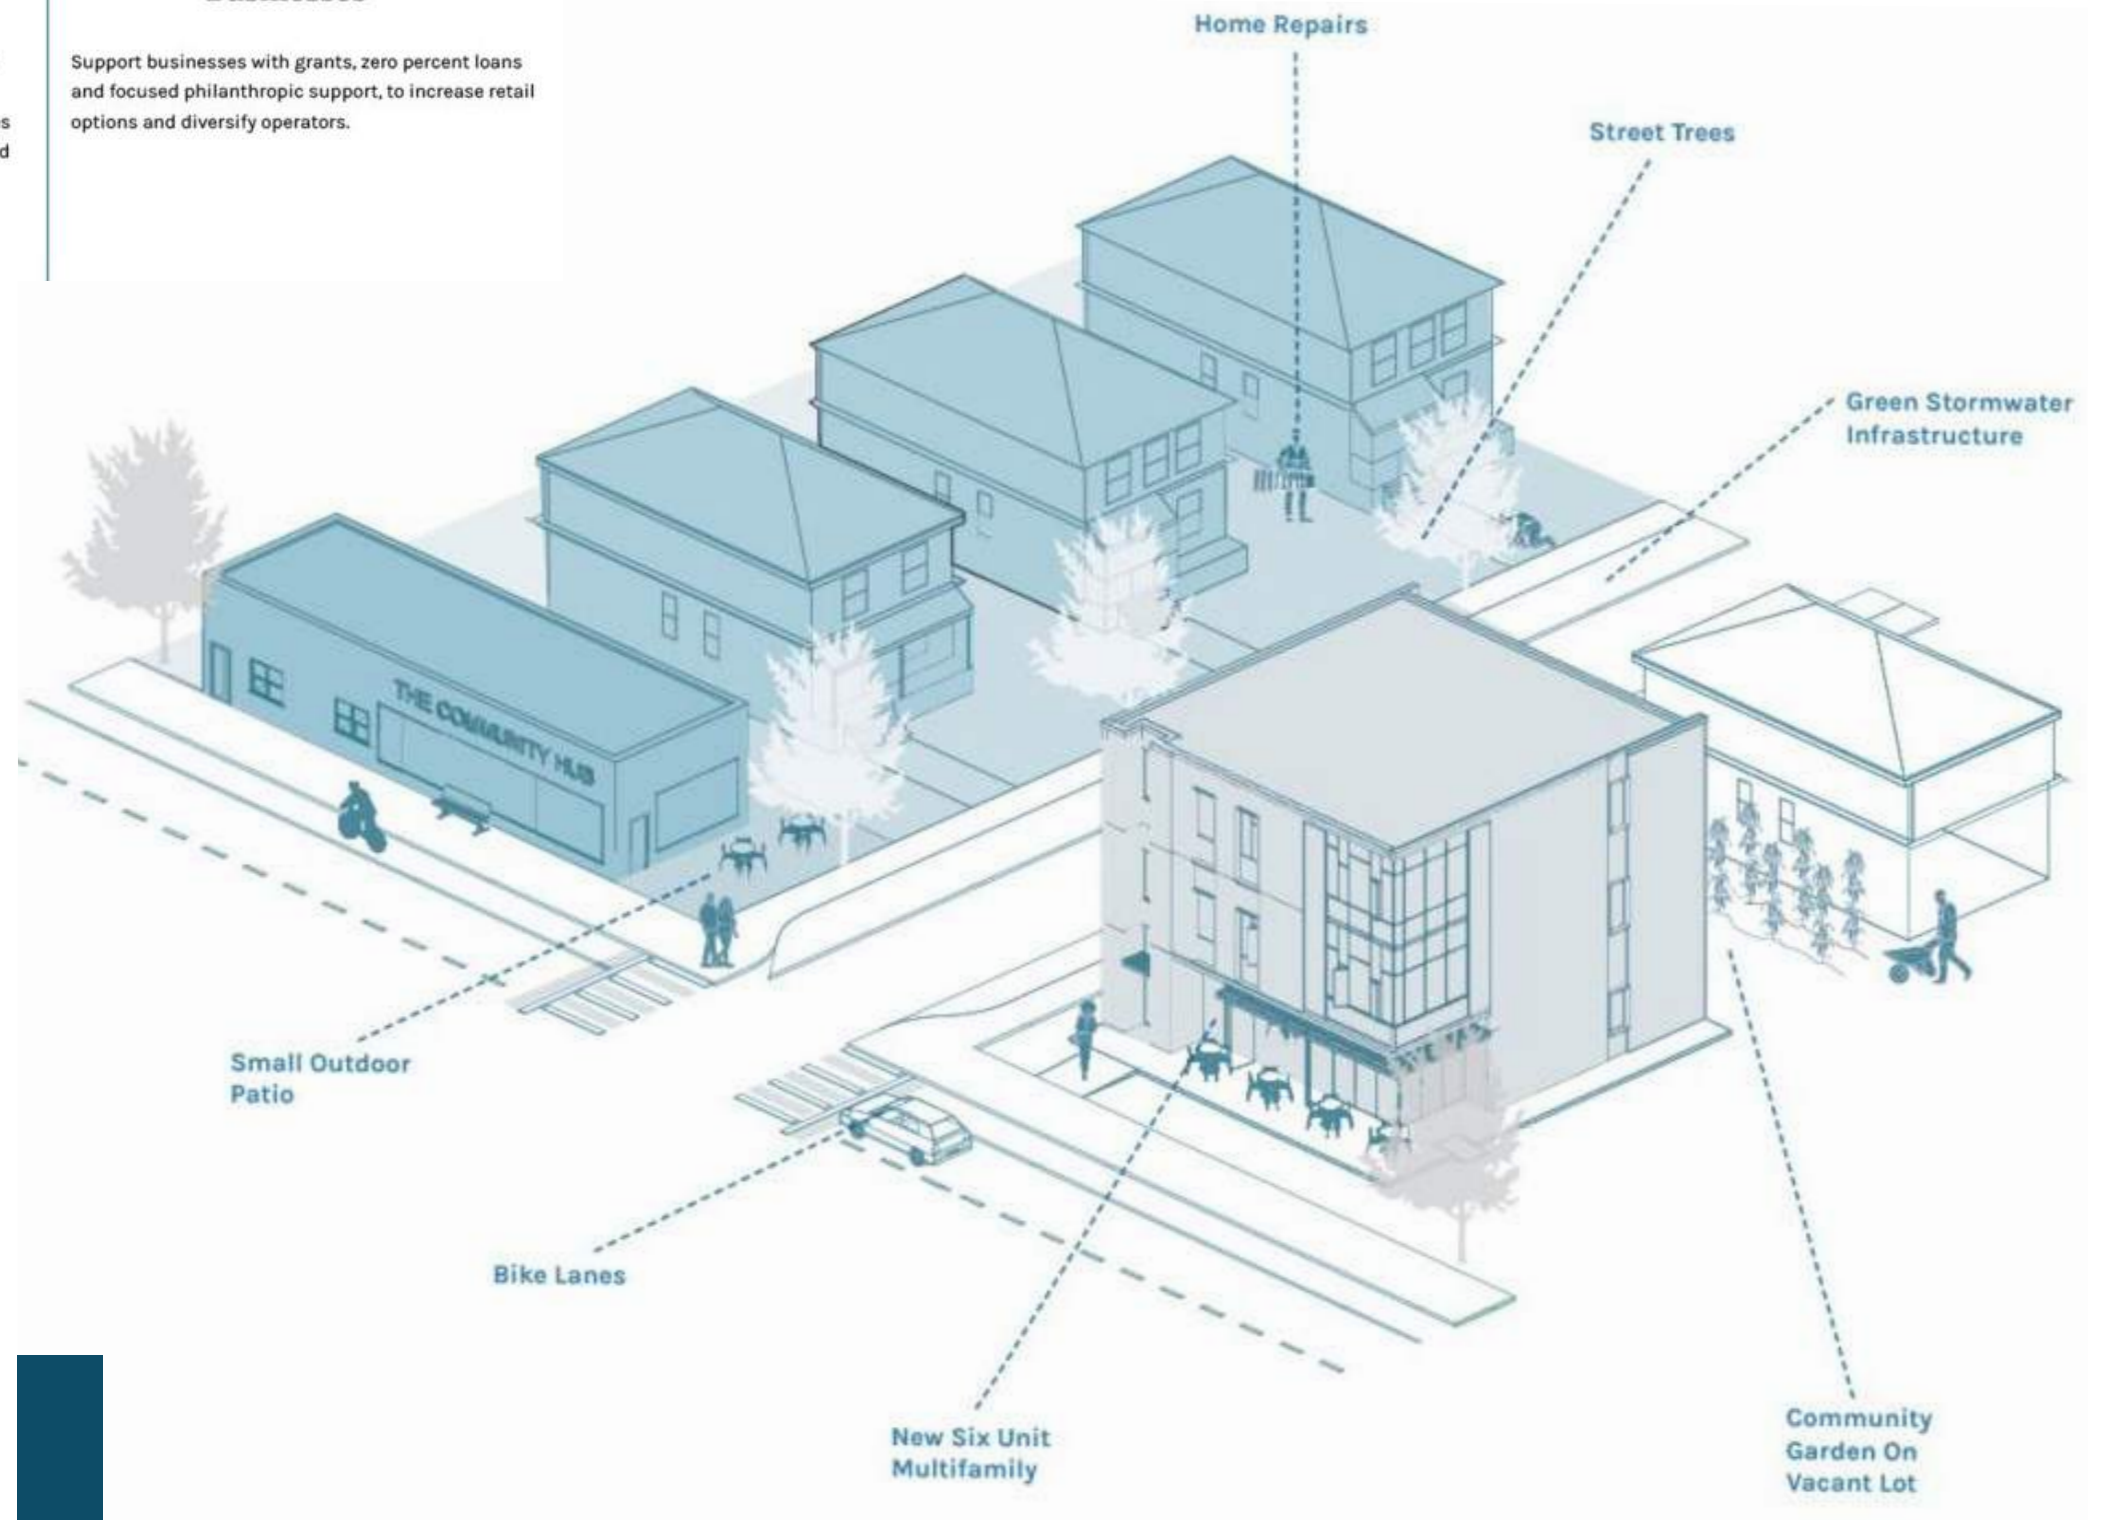 Support businesses with grants, zero percent loans
and focused philanthropic support, to increase retail
options and diversify operators.
Home Repairs
Street Trees
Green Stormwater
Infrastructure
THE COMMUNITY HUB
Small Outdoor
Patio
Bike Lanes
New Six Unit
Multifamily
Community
Garden On
Vacant Lot